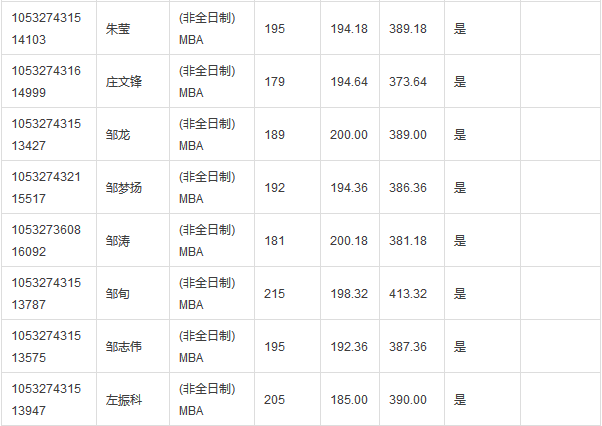 1053274315
14103
朱莹
(非全日制)
MBA
195
194.18
389.18
是
1053274316
14999
庄文锋
(非全日制)
MBA
179
194.64
373.64
是
1053274315
13427
邹龙
(非全日制)
MBA
189
200.00
389.00
是
1053274321
15517
邹梦扬
(非全日制)
MBA
192
194.36
386.36
是
1053273608
16092
邹涛
(非全日制)
MBA
181
200.18
381.18
是
1053274315
13787
邹旬
(非全日制)
MBA
215
198.32
413.32
是
1053274315
13575
邹志伟
(非全日制)
MBA
195
192.36
387.36
是
1053274315
13947
左振科
(非全日制)
MBA
205
185.00
390.00
是